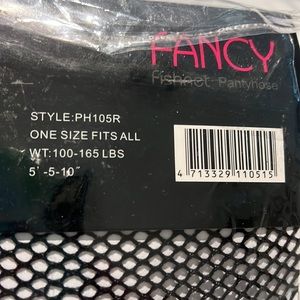 FANCY
Fishnet Pantyhose
STYLE:PH105R
ONE SIZE FITS ALL
WT:100-165 LBS
5' -5-10"
4 713329 110515